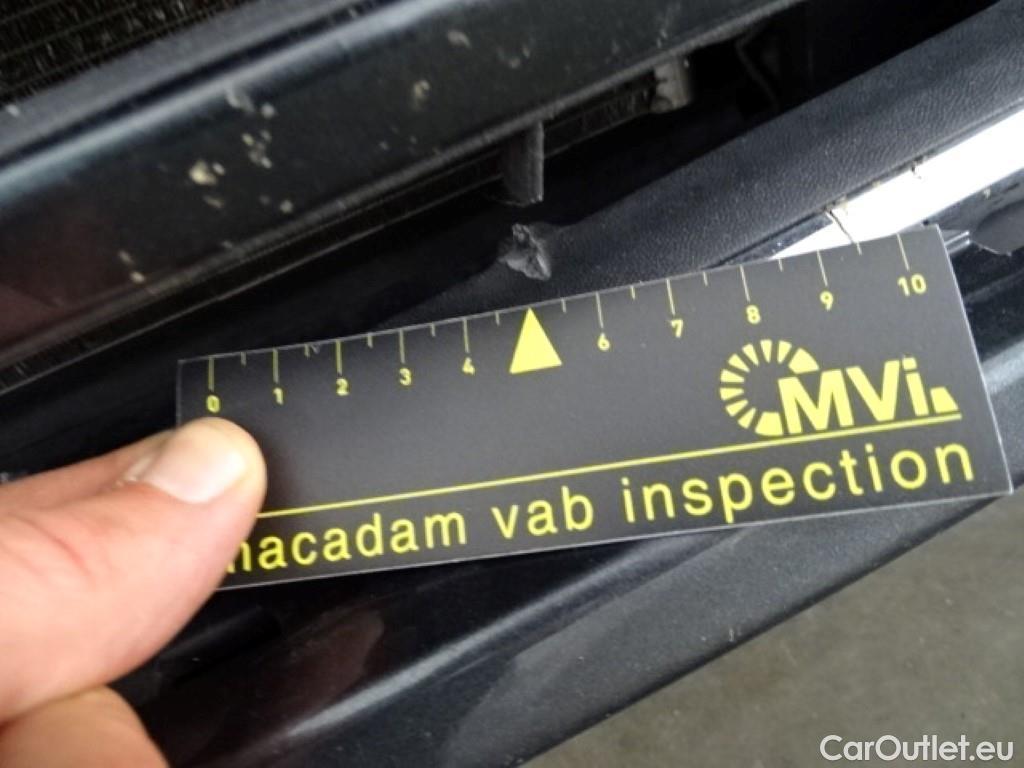 0 1 2 3 4 6 7 8 9 10
MVi
macadam vab inspection
CarOutlet.eu